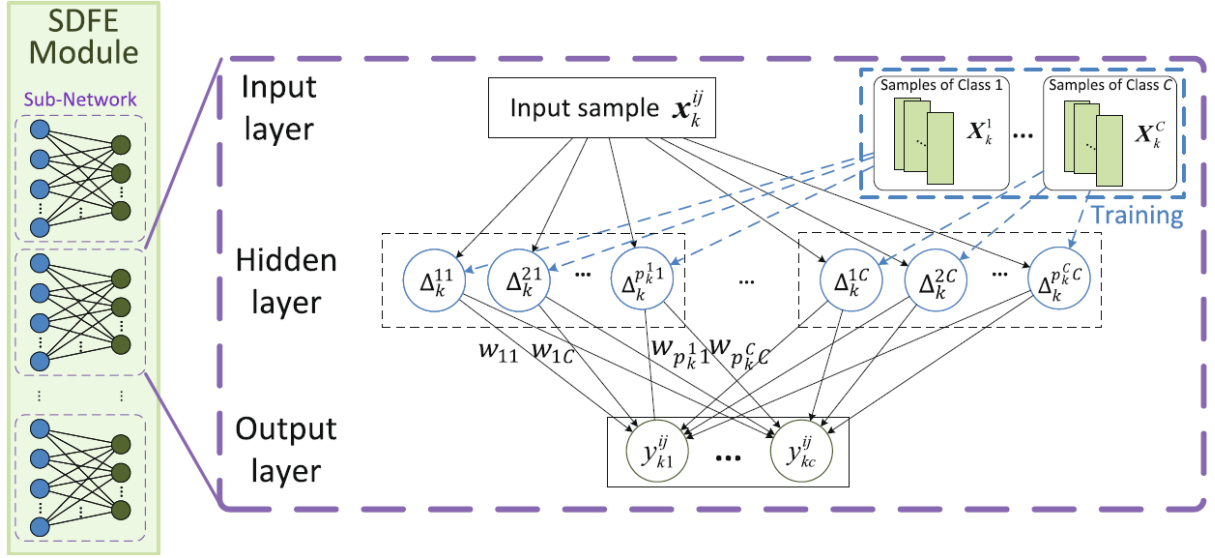 SDFE
Module
Sub-Network
Input
layer
Input sample x_k^{ij}
Samples of Class 1
X_k^1
...
Samples of Class C
X_k^C
Training
Hidden
layer
Δ_k^{11} Δ_k^{21} ... Δ_k^{p_k^1 1} ... Δ_k^{1C} Δ_k^{2C} ... Δ_k^{p_k^C C}
w_{11} w_{1C} w_{p_k^1 1} w_{p_k^C C}
Output
layer
y_{k1}^{ij} ... y_{kc}^{ij}